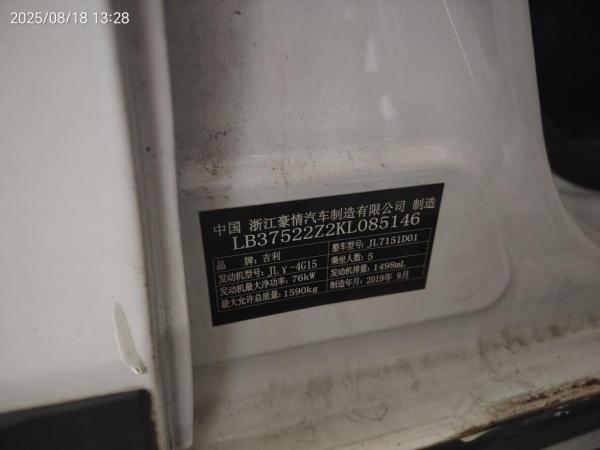 2025/08/18 13:28
中国 浙江豪情汽车制造有限公司 制造
LB37522Z2KL085146
品 牌:吉利 整车型号:JL7151D01
发动机型号:JLγ-4G15 乘坐人数:5
发动机最大净功率:76kW 发动机排量:1498mL
最大允许总质量:1590kg 制造年月:2019年 9月